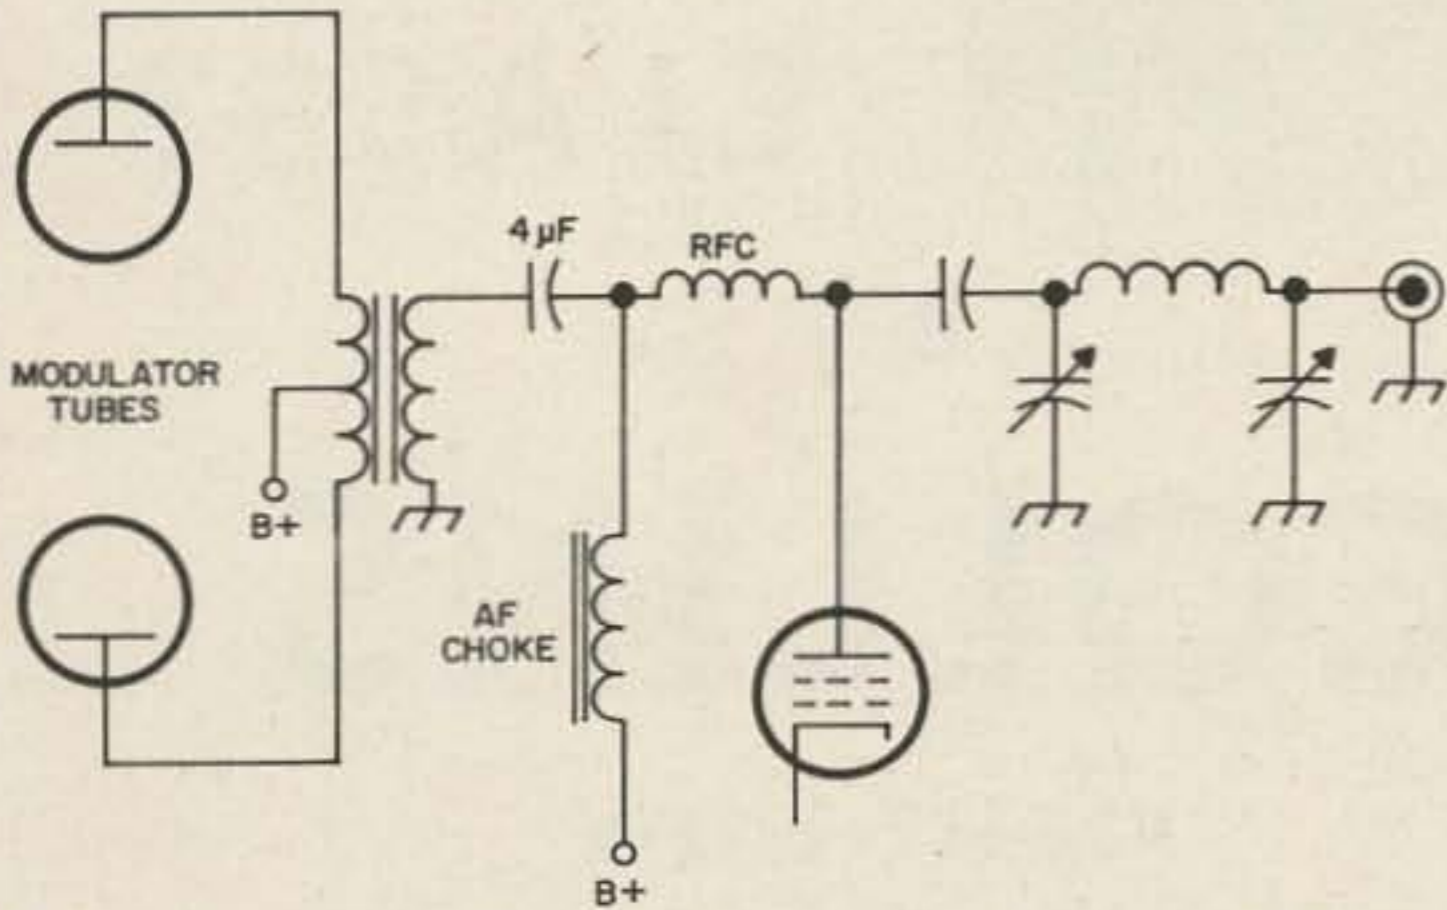 4 µF
RFC
MODULATOR
TUBES
B+
AF
CHOKE
B+